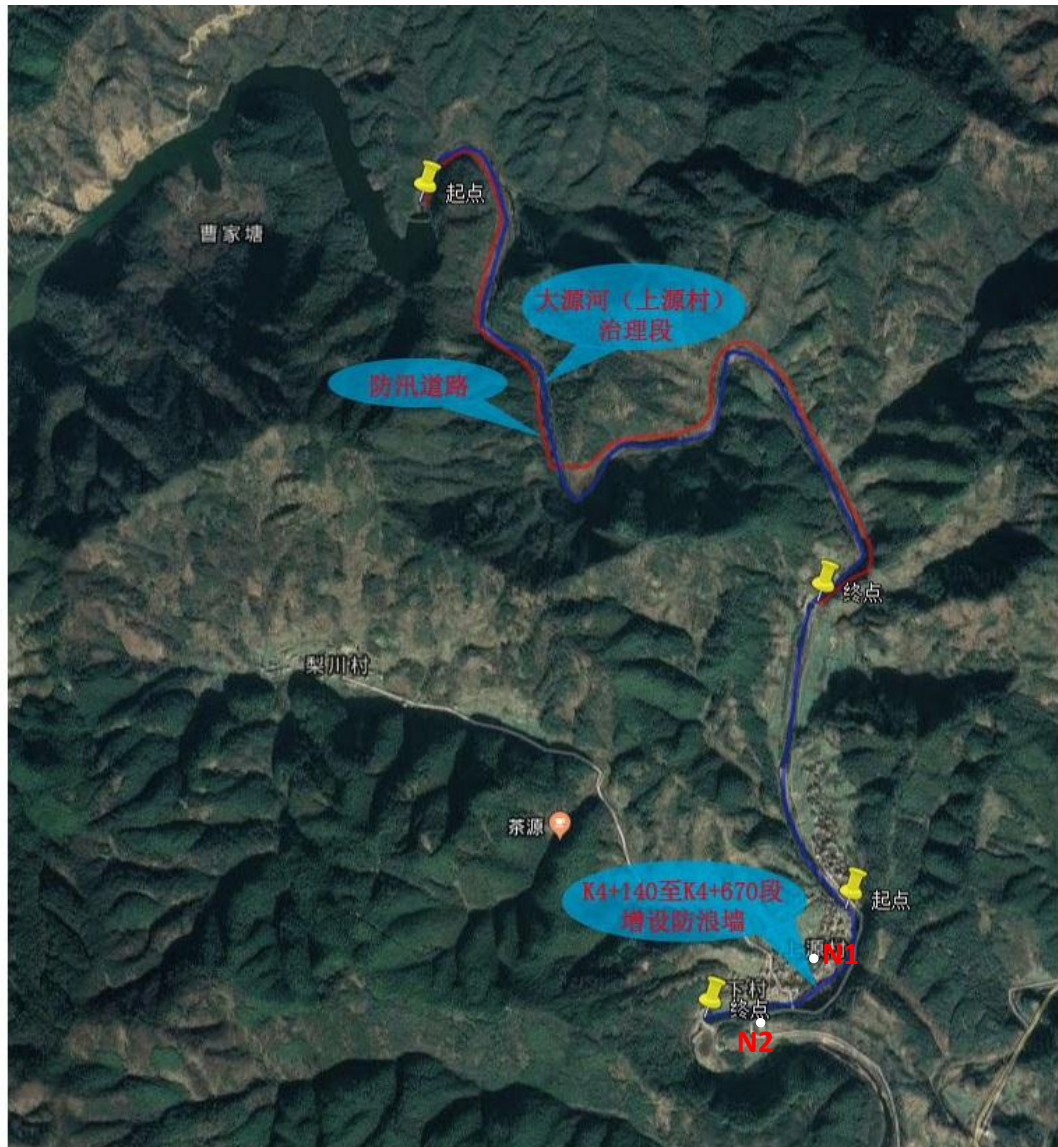 起点
曹家塘
大源河（上源村）
治理段
防汛道路
终点
梨川村
茶源
K4+140至K4+670段
增设防浪墙
起点
上源
N1
下村
终点
N2